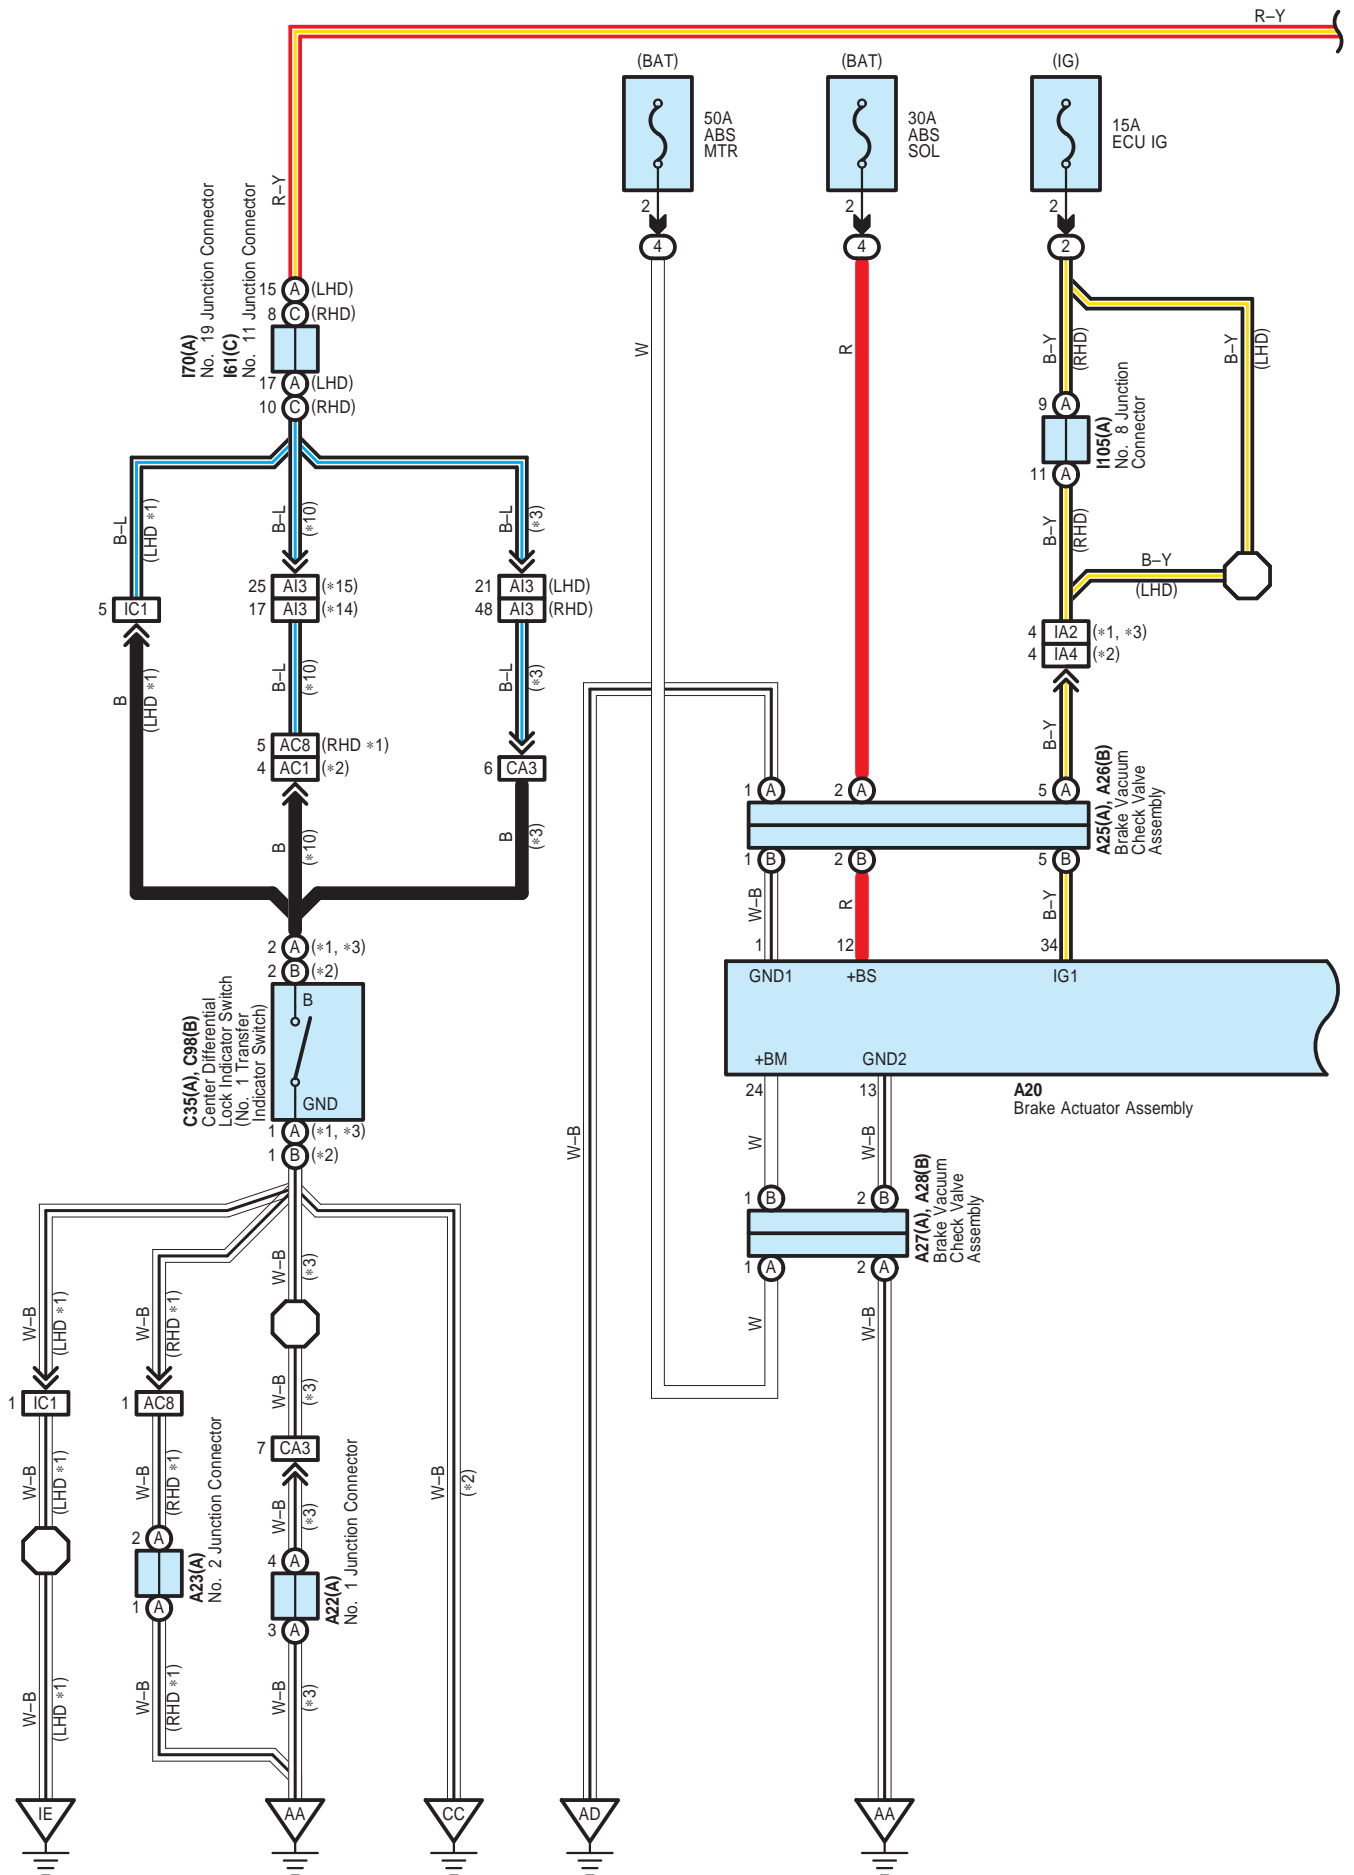 R–Y
(BAT)
(BAT)
(IG)
50A
ABS
MTR
30A
ABS
SOL
15A
ECU IG
2
2
2
4
4
2
R–Y
I70(A)
No. 19 Junction Connector
I61(C)
No. 11 Junction Connector
15 A (LHD)
8 C (RHD)
17 A (LHD)
10 C (RHD)
W
R
B–Y
(RHD)
B–Y
(LHD)
9 A
I105(A)
No. 8 Junction
Connector
11 A
B–Y
(RHD)
B–Y
(LHD)
B–L
(LHD *1)
B–L
(*10)
B–L
(*3)
5 IC1
25 AI3 (*15)
17 AI3 (*14)
21 AI3 (LHD)
48 AI3 (RHD)
4 IA2 (*1, *3)
4 IA4 (*2)
B
(LHD *1)
B–L
(*10)
B–L
(*3)
B–Y
5 AC8 (RHD *1)
4 AC1 (*2)
6 CA3
B
(*10)
B
(*3)
1 A
2 A
5 A
A25(A), A26(B)
Brake Vacuum
Check Valve
Assembly
1 B
2 B
5 B
W–B
R
B–Y
1
12
34
GND1
+BS
IG1
+BM
GND2
24
13
A20
Brake Actuator Assembly
2 A (*1, *3)
2 B (*2)
B
GND
C35(A), C98(B)
Center Differential
Lock Indicator Switch
(No. 1 Transfer
Indicator Switch)
1 A (*1, *3)
1 B (*2)
W–B
W
W–B
1 B
2 B
A27(A), A28(B)
Brake Vacuum
Check Valve
Assembly
1 A
2 A
W
W–B
W–B
(LHD *1)
W–B
(RHD *1)
W–B
(*3)
1 IC1
1 AC8
W–B
(*3)
7 CA3
W–B
(LHD *1)
W–B
(RHD *1)
W–B
(*3)
W–B
(*2)
2 A
A23(A)
No. 2 Junction Connector
1 A
4 A
A22(A)
No. 1 Junction Connector
3 A
W–B
(LHD *1)
W–B
(RHD *1)
W–B
(*3)
IE
AA
CC
AD
AA